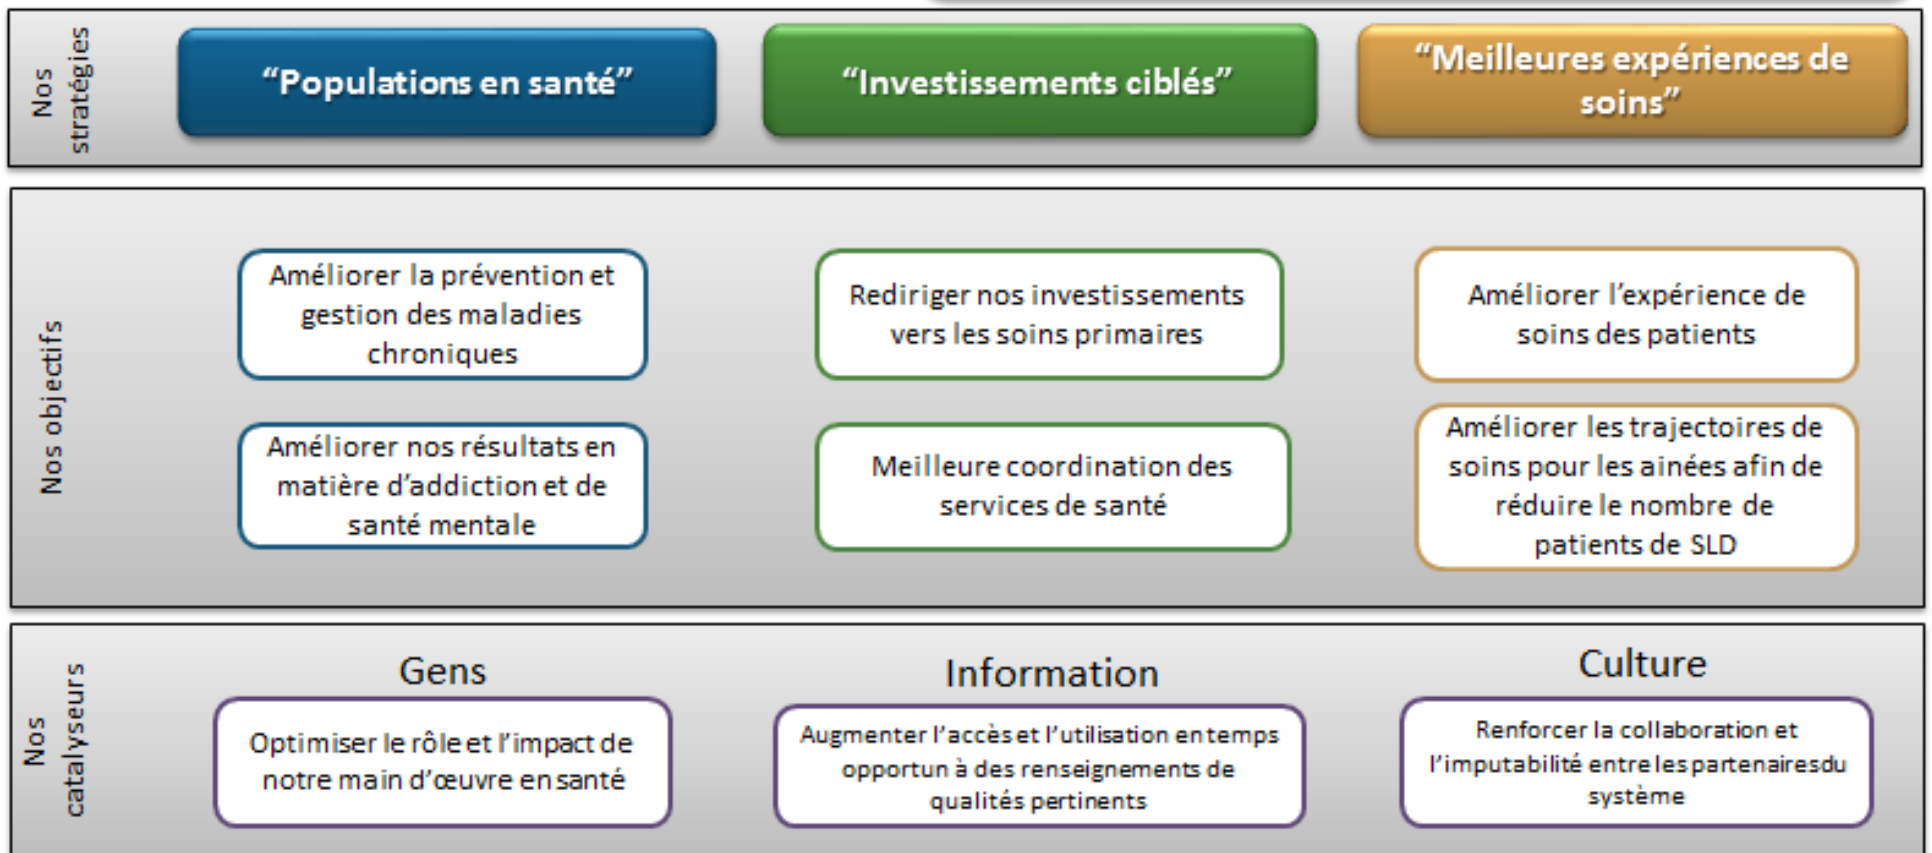 Nos
stratégies
“Populations en santé”
“Investissements ciblés”
“Meilleures expériences de
soins”
Nos objectifs
Améliorer la prévention et
gestion des maladies
chroniques
Rediriger nos investissements
vers les soins primaires
Améliorer l’expérience de
soins des patients
Améliorer nos résultats en
matière d’addiction et de
santé mentale
Meilleure coordination des
services de santé
Améliorer les trajectoires de
soins pour les ainées afin de
réduire le nombre de
patients de SLD
Nos
catalyseurs
Gens
Optimiser le rôle et l’impact de
notre main d’œuvre en santé
Information
Augmenter l’accès et l’utilisation en temps
opportun à des renseignements de
qualités pertinents
Culture
Renforcer la collaboration et
l’imputabilité entre les partenairesdu
système